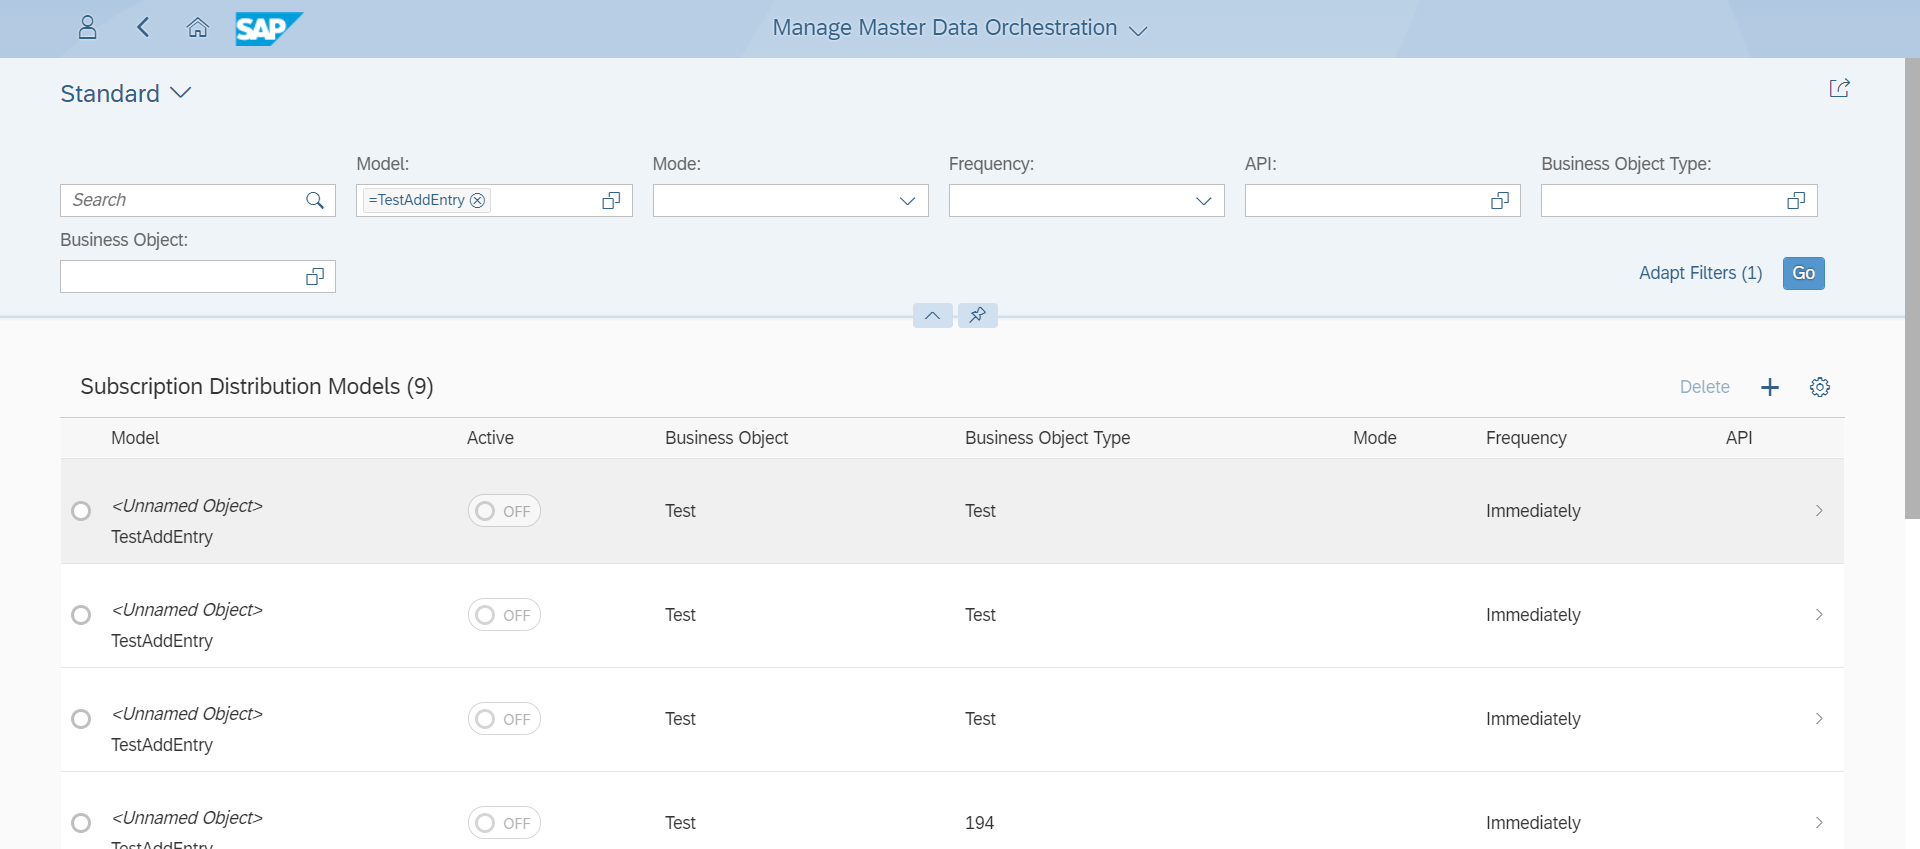 SAP
Manage Master Data Orchestration
Standard
Model:
Mode:
Frequency:
API:
Business Object Type:
Search
=TestAddEntry
Business Object:
Adapt Filters (1)
Go
Subscription Distribution Models (9)
Delete
Model Active Business Object Business Object Type Mode Frequency API
<Unnamed Object>
TestAddEntry
OFF
Test
Test
Immediately
<Unnamed Object>
TestAddEntry
OFF
Test
Test
Immediately
<Unnamed Object>
TestAddEntry
OFF
Test
Test
Immediately
<Unnamed Object>
TestAddEntry
OFF
Test
194
Immediately